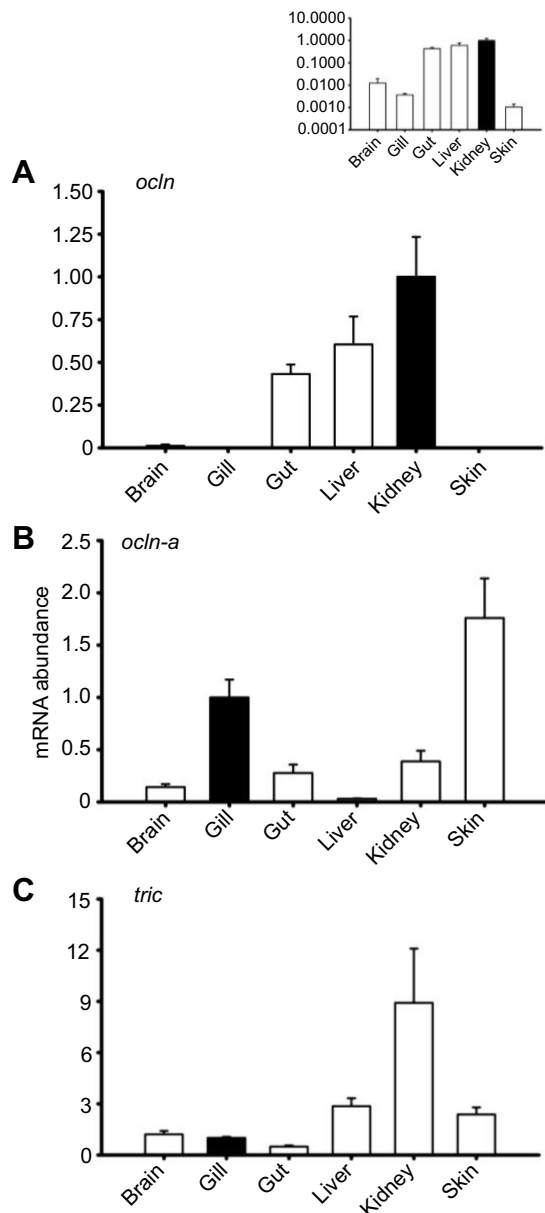 10.0000
1.0000
0.1000
0.0100
0.0010
0.0001
Brain
Gill
Gut
Liver
Kidney
Skin
A
ocln
1.50
1.25
1.00
0.75
0.50
0.25
0
Brain
Gill
Gut
Liver
Kidney
Skin
B
ocln-a
mRNA abundance
2.5
2.0
1.5
1.0
0.5
0
Brain
Gill
Gut
Liver
Kidney
Skin
C
tric
15
12
9
6
3
0
Brain
Gill
Gut
Liver
Kidney
Skin